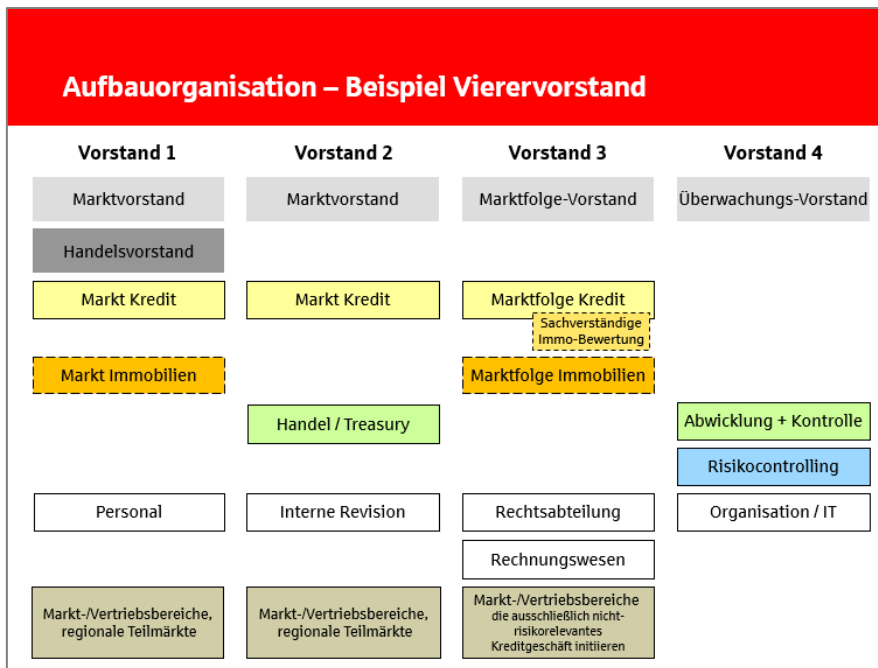 Aufbauorganisation – Beispiel Vierervorstand
Vorstand 1
Vorstand 2
Vorstand 3
Vorstand 4
Marktvorstand
Marktvorstand
Marktfolge-Vorstand
Überwachungs-Vorstand
Handelsvorstand
Markt Kredit
Markt Kredit
Marktfolge Kredit
Sachverständige
Immo-Bewertung
Markt Immobilien
Marktfolge Immobilien
Handel / Treasury
Abwicklung + Kontrolle
Risikocontrolling
Personal
Interne Revision
Rechtsabteilung
Organisation / IT
Rechnungswesen
Markt-/Vertriebsbereiche,
regionale Teilmärkte
Markt-/Vertriebsbereiche,
regionale Teilmärkte
Markt-/Vertriebsbereiche
die ausschließlich nicht-
risikorelevantes
Kreditgeschäft initiieren